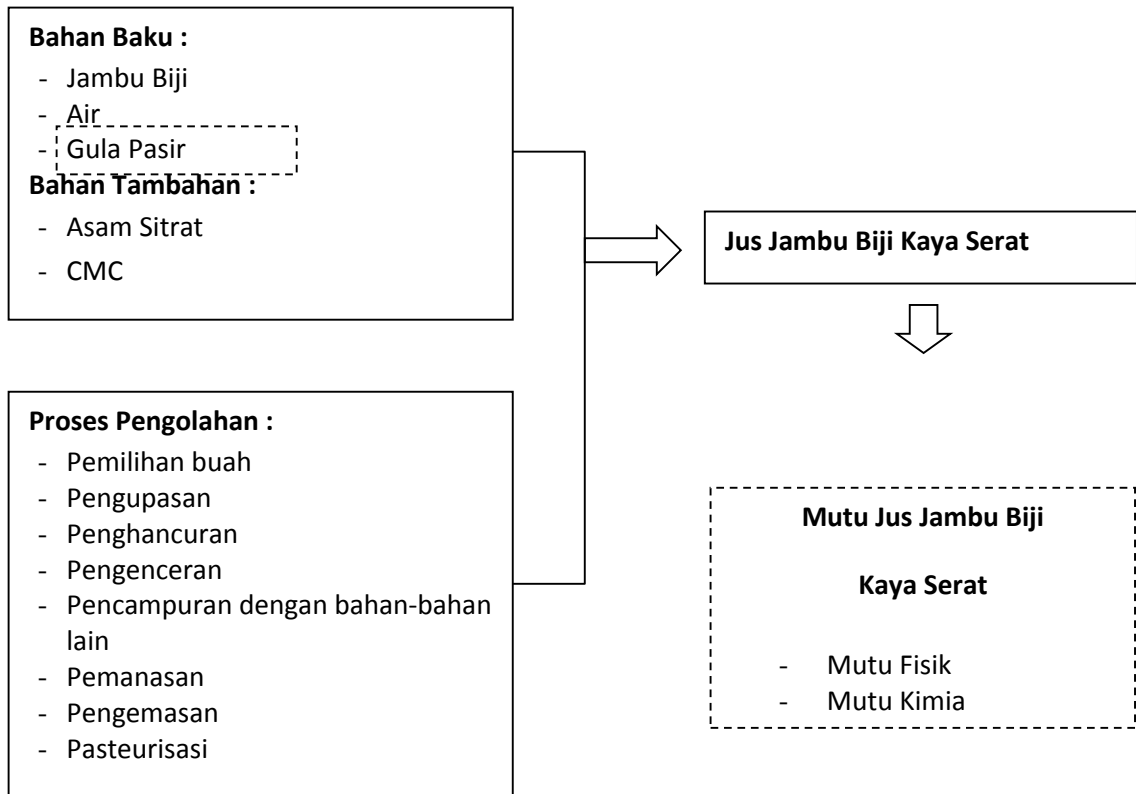 Bahan Baku :
- Jambu Biji
- Air
- Gula Pasir
Bahan Tambahan :
- Asam Sitrat
- CMC
Jus Jambu Biji Kaya Serat
Proses Pengolahan :
- Pemilihan buah
- Pengupasan
- Penghancuran
- Pengenceran
- Pencampuran dengan bahan-bahan
lain
- Pemanasan
- Pengemasan
- Pasteurisasi
Mutu Jus Jambu Biji
Kaya Serat
- Mutu Fisik
- Mutu Kimia